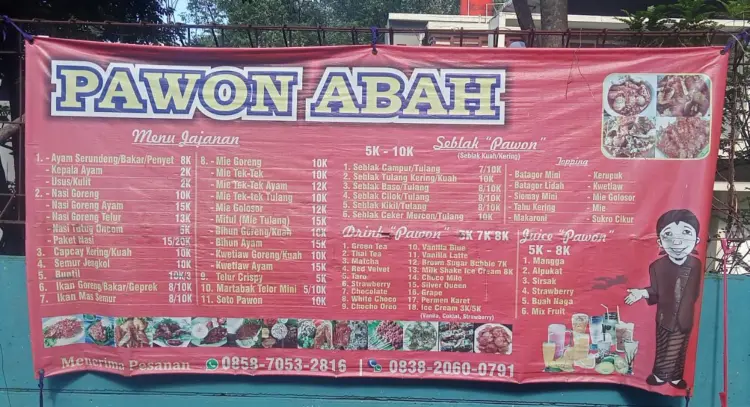 PAWON ABAH
Menu Jajanan
1. - Ayam Serundeng/Bakar/Penyet 8K
- Kepala Ayam 2K
- Usus/Kulit 2K
2. - Nasi Goreng 10K
- Nasi Goreng Ayam 15K
- Nasi Goreng Telur 13K
- Nasi Tutug Oncom 5K
- Paket Nasi 15/20K
3. Capcay Kering/Kuah 10K
4. Semur Jengkol 10K
5. Buntil 10K/3
6. Ikan Goreng/Bakar/Geprek 8/10K
7. Ikan Mas Semur 8/10K
8. - Mie Goreng 10K
- Mie Tek-Tek 10K
- Mie Tek-Tek Ayam 12K
- Mie Tek-Tek Tulang 10K
- Mie Golosor 12K
- Mitul (Mie Tulang) 15K
- Bihun Goreng/Kuah 10K
- Bihun Ayam 15K
- Kwetiaw Goreng/Kuah 10K
- Kwetiaw Ayam 15K
9. Telur Crispy 2K
10. Martabak Telor Mini 5/10K
11. Soto Pawon 10K
5K - 10K
Seblak "Pawon"
(Seblak Kuah/Kering)
1. Seblak Campur/Tulang 7/10K
2. Seblak Tulang Kering/Kuah 10K
3. Seblak Baso/Tulang 8/10K
4. Seblak Cilok/Tulang 8/10K
5. Seblak Kikil/Tulang 8/10K
6. Seblak Ceker Mercon/Tulang 10K
Topping
- Batagor Mini
- Batagor Lidah
- Siomay Mini
- Tahu Kering
- Makaroni
- Kerupuk
- Kwetiaw
- Mie Golosor
- Mie
- Sukro Cikur
Drink "Pawon" 3K 7K 8K
1. Green Tea
2. Thai Tea
3. Matcha
4. Red Velvet
5. Taro
6. Strawberry
7. Chocolate
8. White Choco
9. Choco Oreo
10. Vanilla Blue
11. Vanilla Latte
12. Brown Sugar Bubble 7K
13. Milk Shake Ice Cream 8K
14. Choco Milo
15. Silver Queen
16. Grape
17. Permen Karet
18. Ice Cream 3K/5K
Juice "Pawon"
5K - 8K
1. Mangga
2. Alpukat
3. Sirsak
4. Strawberry
5. Buah Naga
6. Mix Fruit
Menerima Pesanan 0858-7053-2816 | 0838-2060-0791